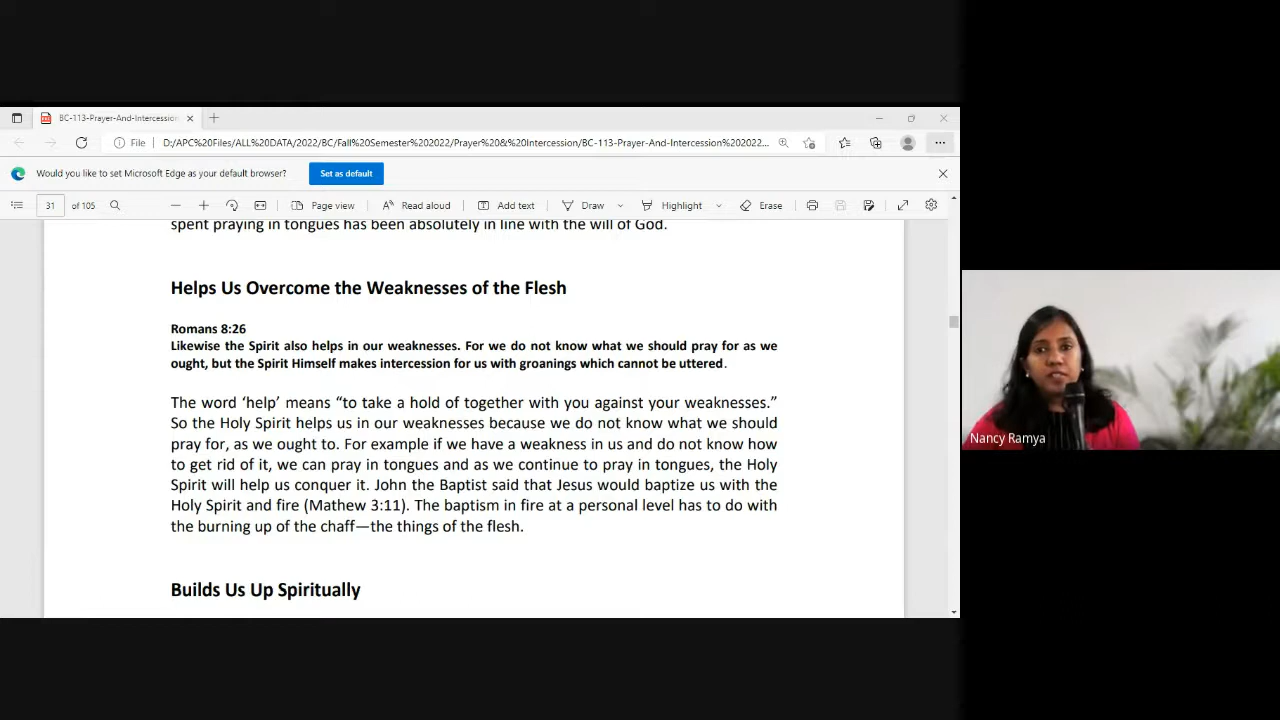 BC-113-Prayer-And-Intercession
File
D:/APC%20Files/ALL%20DATA/2022/BC/Fall%20Semester%202022/Prayer%20&%20Intercession/BC-113-Prayer-And-Intercession%202022...
Would you like to set Microsoft Edge as your default browser?
Set as default
31 of 105
Page view
Read aloud
Add text
Draw
Highlight
Erase
spent praying in tongues has been absolutely in line with the will of God.
Helps Us Overcome the Weaknesses of the Flesh
Romans 8:26
Likewise the Spirit also helps in our weaknesses. For we do not know what we should pray for as we
ought, but the Spirit Himself makes intercession for us with groanings which cannot be uttered.
The word ‘help’ means “to take a hold of together with you against your weaknesses.”
So the Holy Spirit helps us in our weaknesses because we do not know what we should
pray for, as we ought to. For example if we have a weakness in us and do not know how
to get rid of it, we can pray in tongues and as we continue to pray in tongues, the Holy
Spirit will help us conquer it. John the Baptist said that Jesus would baptize us with the
Holy Spirit and fire (Mathew 3:11). The baptism in fire at a personal level has to do with
the burning up of the chaff—the things of the flesh.
Builds Us Up Spiritually
Nancy Ramya